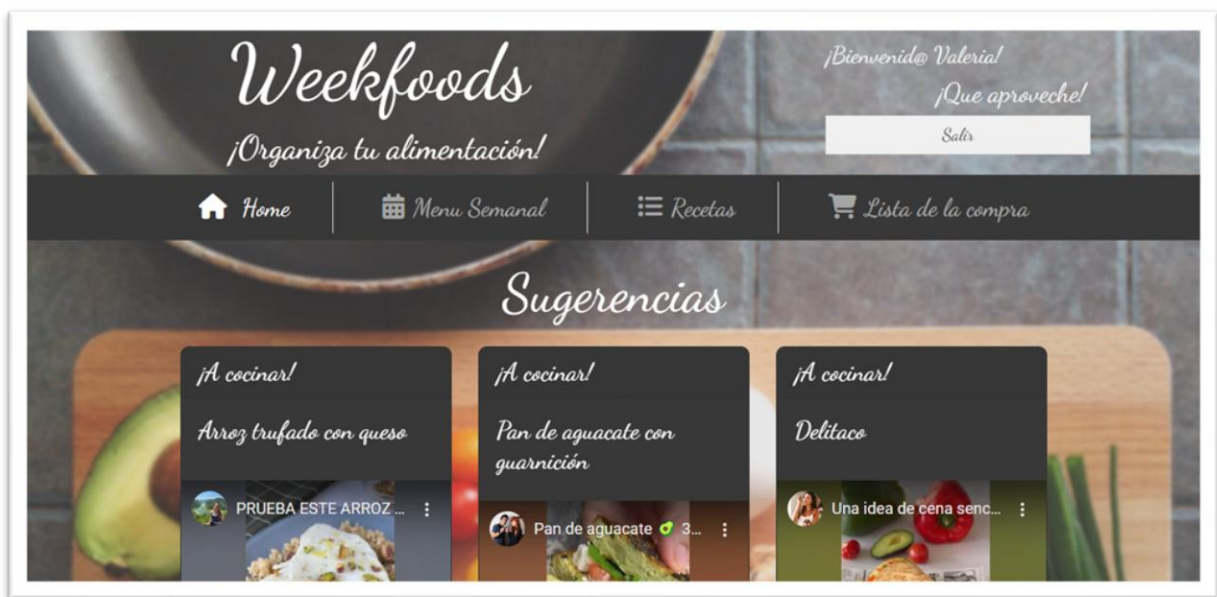 Weekfoods
¡Organiza tu alimentación!
¡Bienvenid@ Valeria!
¡Que aproveche!
Salir
Home
Menu Semanal
Recetas
Lista de la compra
Sugerencias
¡A cocinar!
Arroz trufado con queso
PRUEBA ESTE ARROZ ...
¡A cocinar!
Pan de aguacate con
guarnición
Pan de aguacate 🥑 3...
¡A cocinar!
Delitaco
Una idea de cena senc...